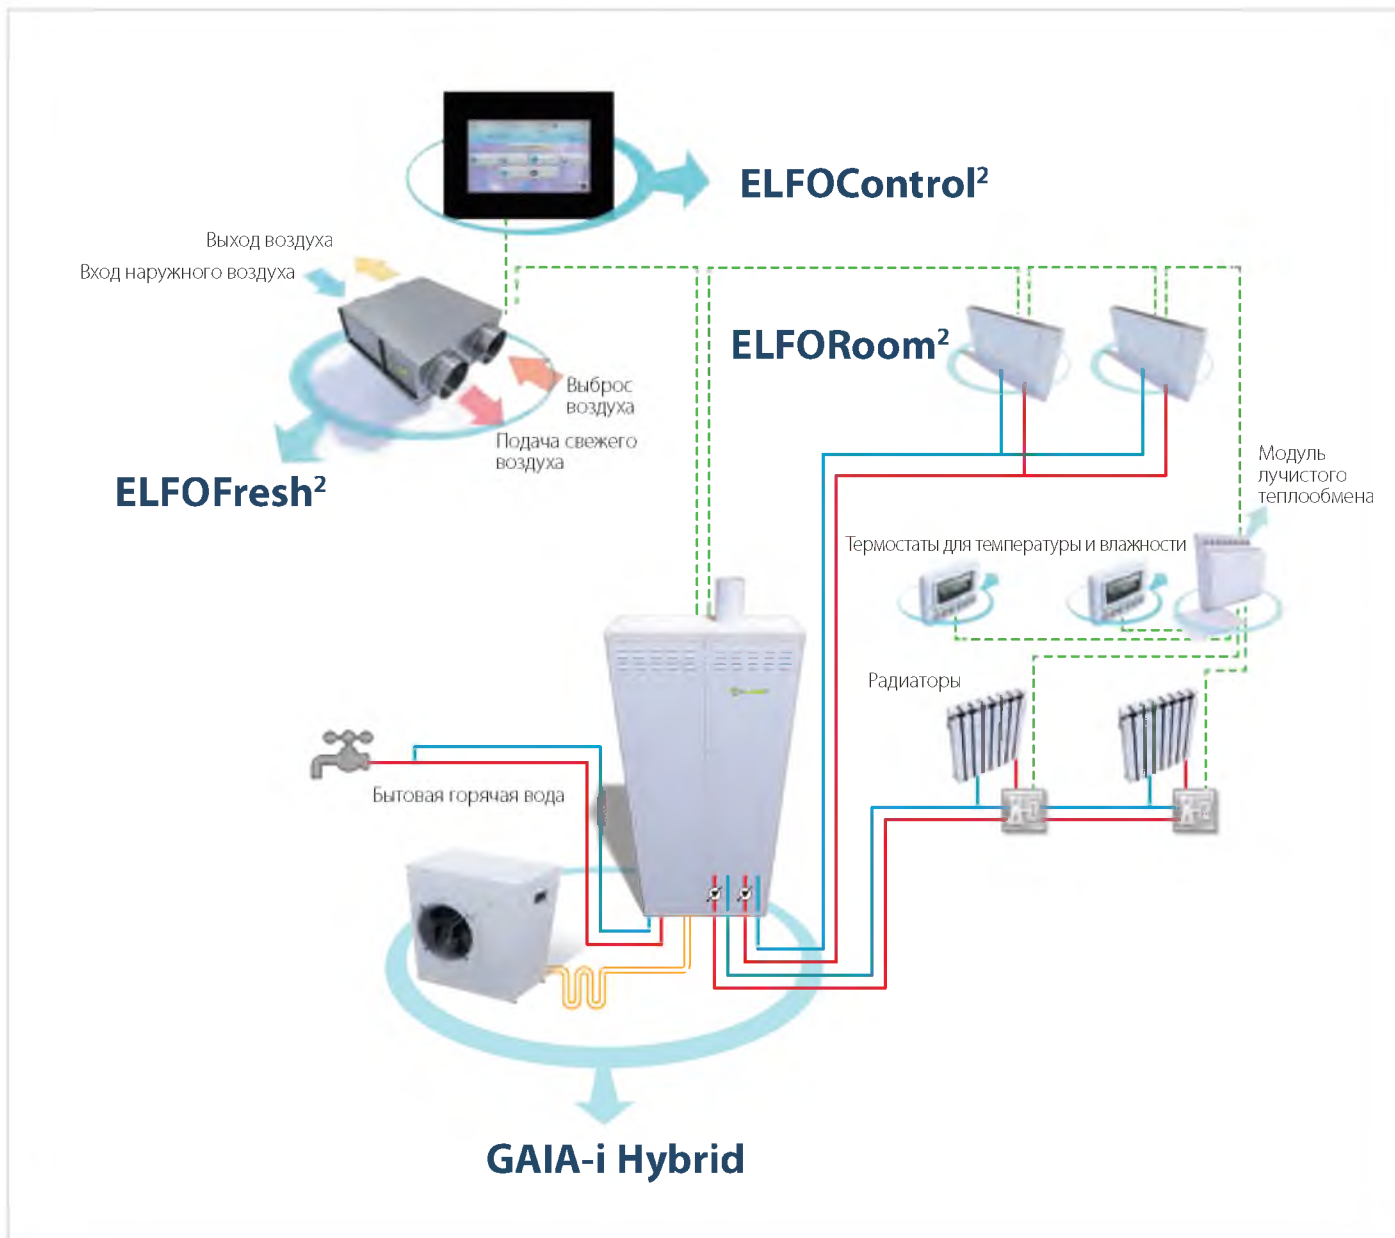 ELFOControl²
Выход воздуха
Вход наружного воздуха
ELFORoom²
Выброс
воздуха
Подача свежего
воздуха
Модуль
лучистого
теплообмена
ELFOFresh²
Термостаты для температуры и влажности
Радиаторы
Бытовая горячая вода
GAIA-i Hybrid